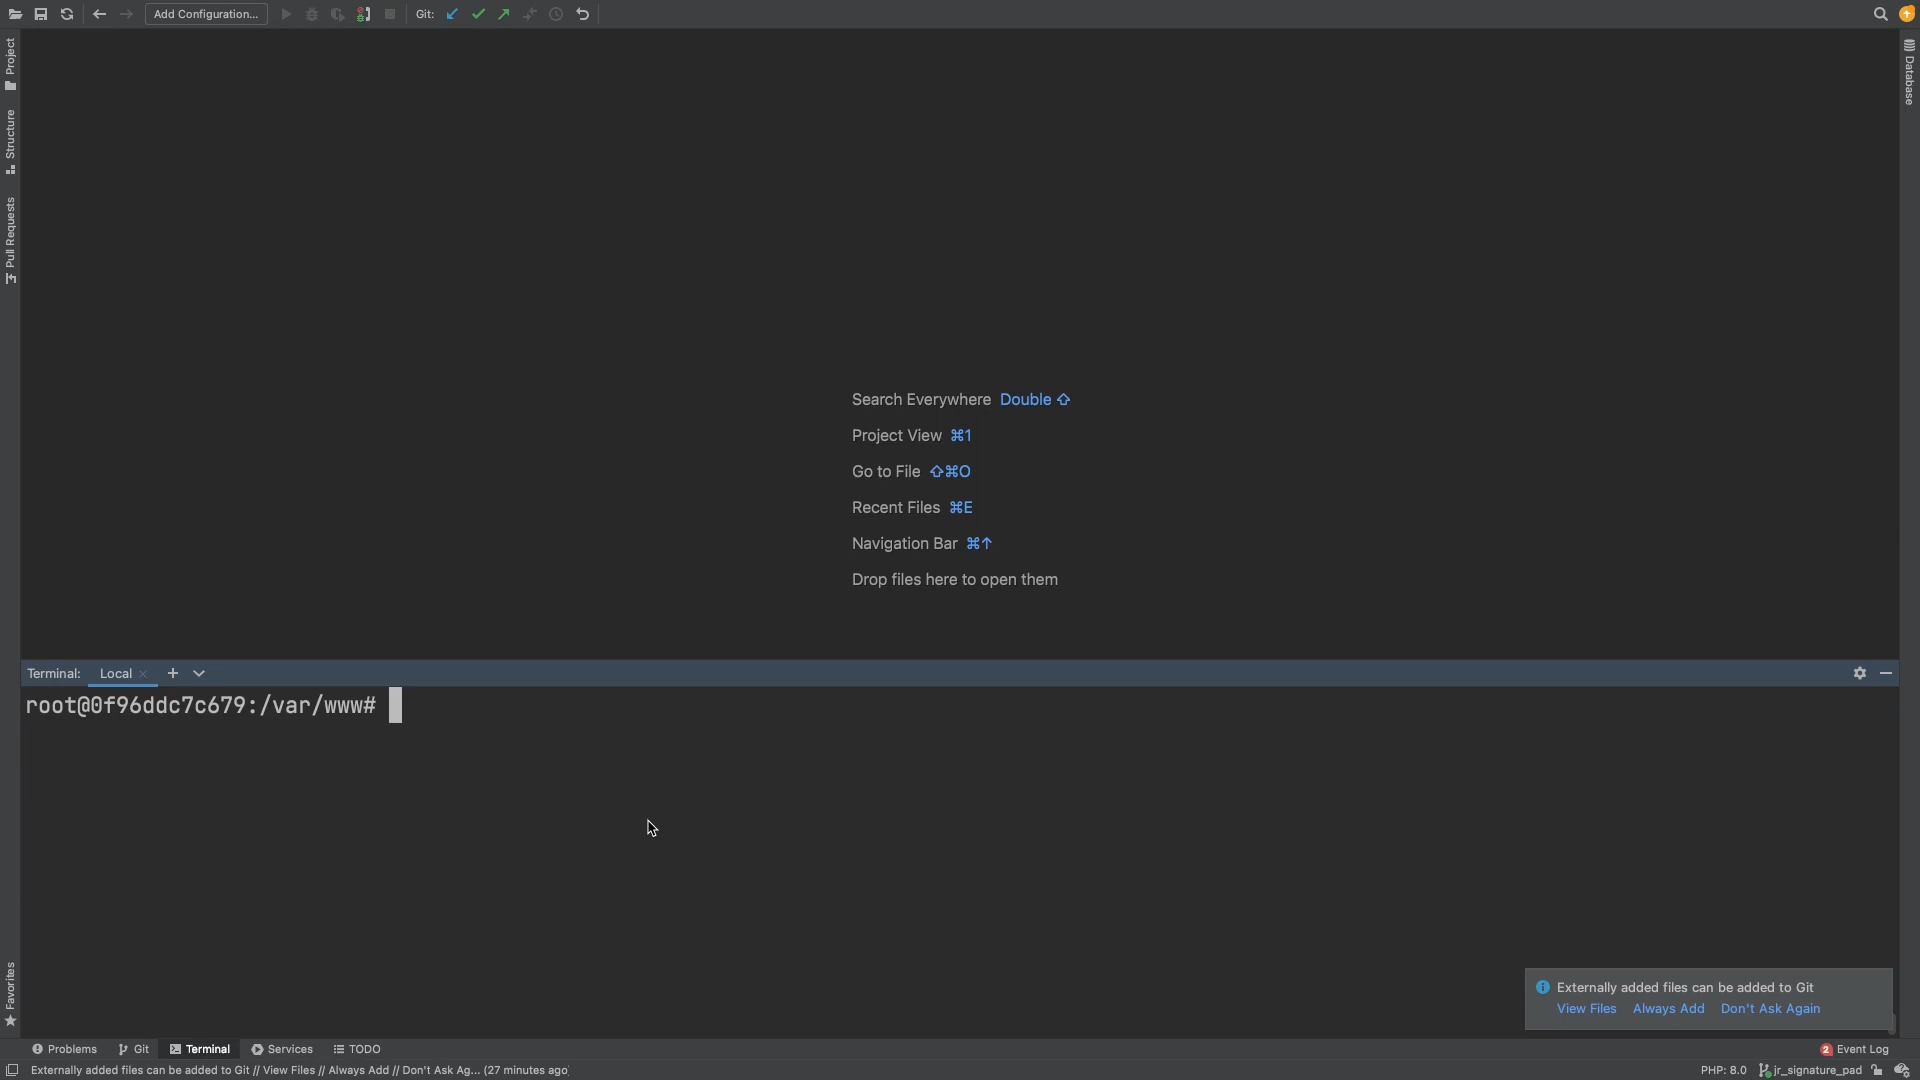 Add Configuration...
Git:
Project
Structure
Pull Requests
Favorites
Database
Search Everywhere Double ⇧
Project View ⌘1
Go to File ⇧⌘O
Recent Files ⌘E
Navigation Bar ⌘↑
Drop files here to open them
Terminal: Local
root@0f96ddc7c679:/var/www#
Externally added files can be added to Git
View Files Always Add Don't Ask Again
Problems Git Terminal Services TODO
2 Event Log
Externally added files can be added to Git // View Files // Always Add // Don't Ask Ag... (27 minutes ago)
PHP: 8.0 jr_signature_pad